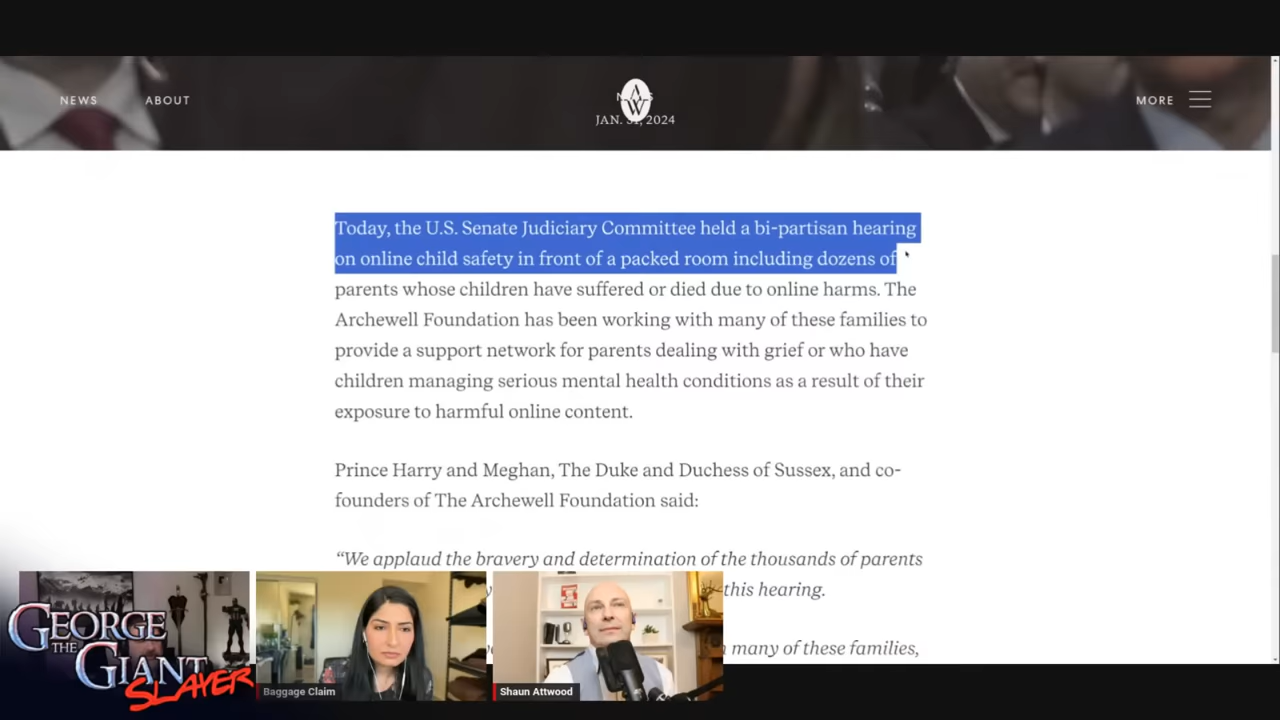 NEWS
ABOUT
AW
JAN. 31, 2024
MORE
Today, the U.S. Senate Judiciary Committee held a bi-partisan hearing
on online child safety in front of a packed room including dozens of
parents whose children have suffered or died due to online harms. The
Archewell Foundation has been working with many of these families to
provide a support network for parents dealing with grief or who have
children managing serious mental health conditions as a result of their
exposure to harmful online content.
Prince Harry and Meghan, The Duke and Duchess of Sussex, and co-
founders of The Archewell Foundation said:
“We applaud the bravery and determination of the thousands of parents
this hearing.
many of these families,
GEORGE
THE
GIANT
SLAYER
Baggage Claim
Shaun Attwood